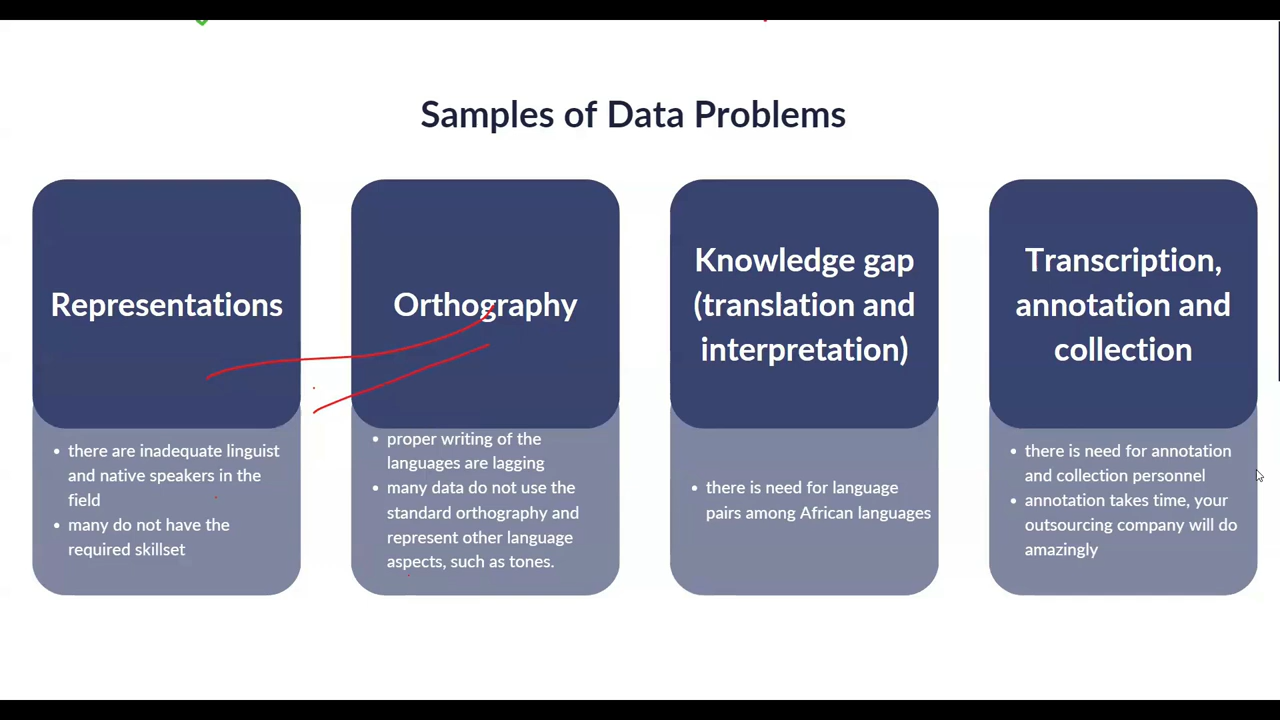 Samples of Data Problems
Representations
• there are inadequate linguist
and native speakers in the
field
• many do not have the
required skillset
Orthography
• proper writing of the
languages are lagging
• many data do not use the
standard orthography and
represent other language
aspects, such as tones.
Knowledge gap
(translation and
interpretation)
• there is need for language
pairs among African languages
Transcription,
annotation and
collection
• there is need for annotation
and collection personnel
• annotation takes time, your
outsourcing company will do
amazingly